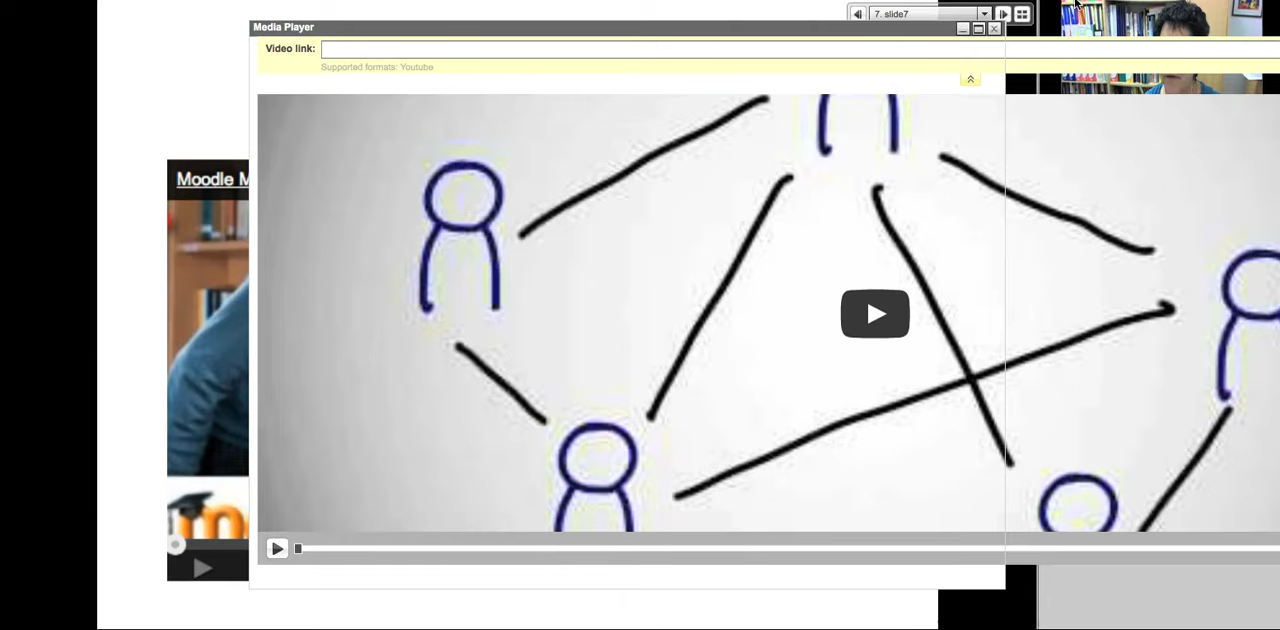 7. slide7
Media Player
Video link:
Supported formats: Youtube
Moodle M